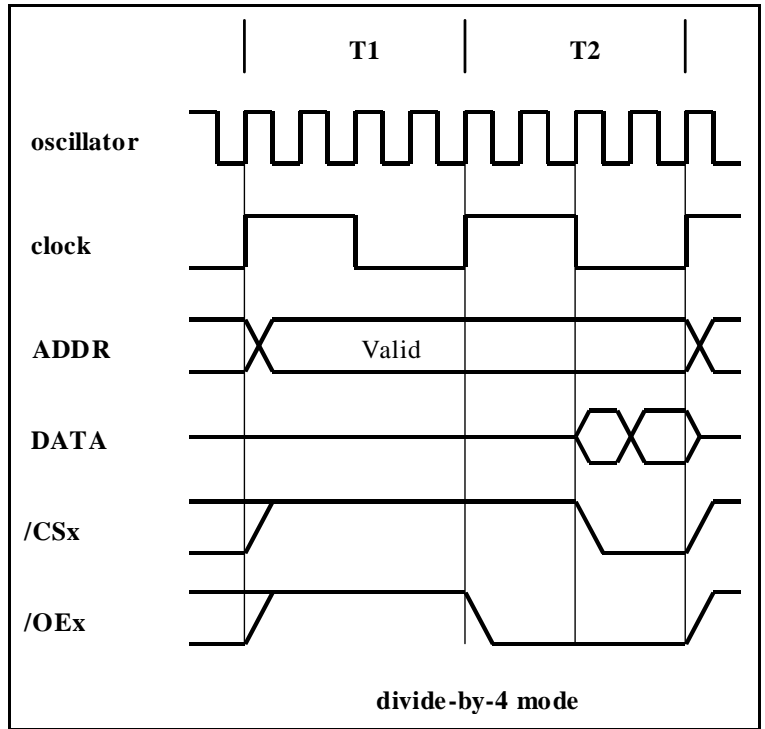 T1 T2
oscillator
clock
ADDR Valid
DATA
/CSx
/OEx
divide-by-4 mode